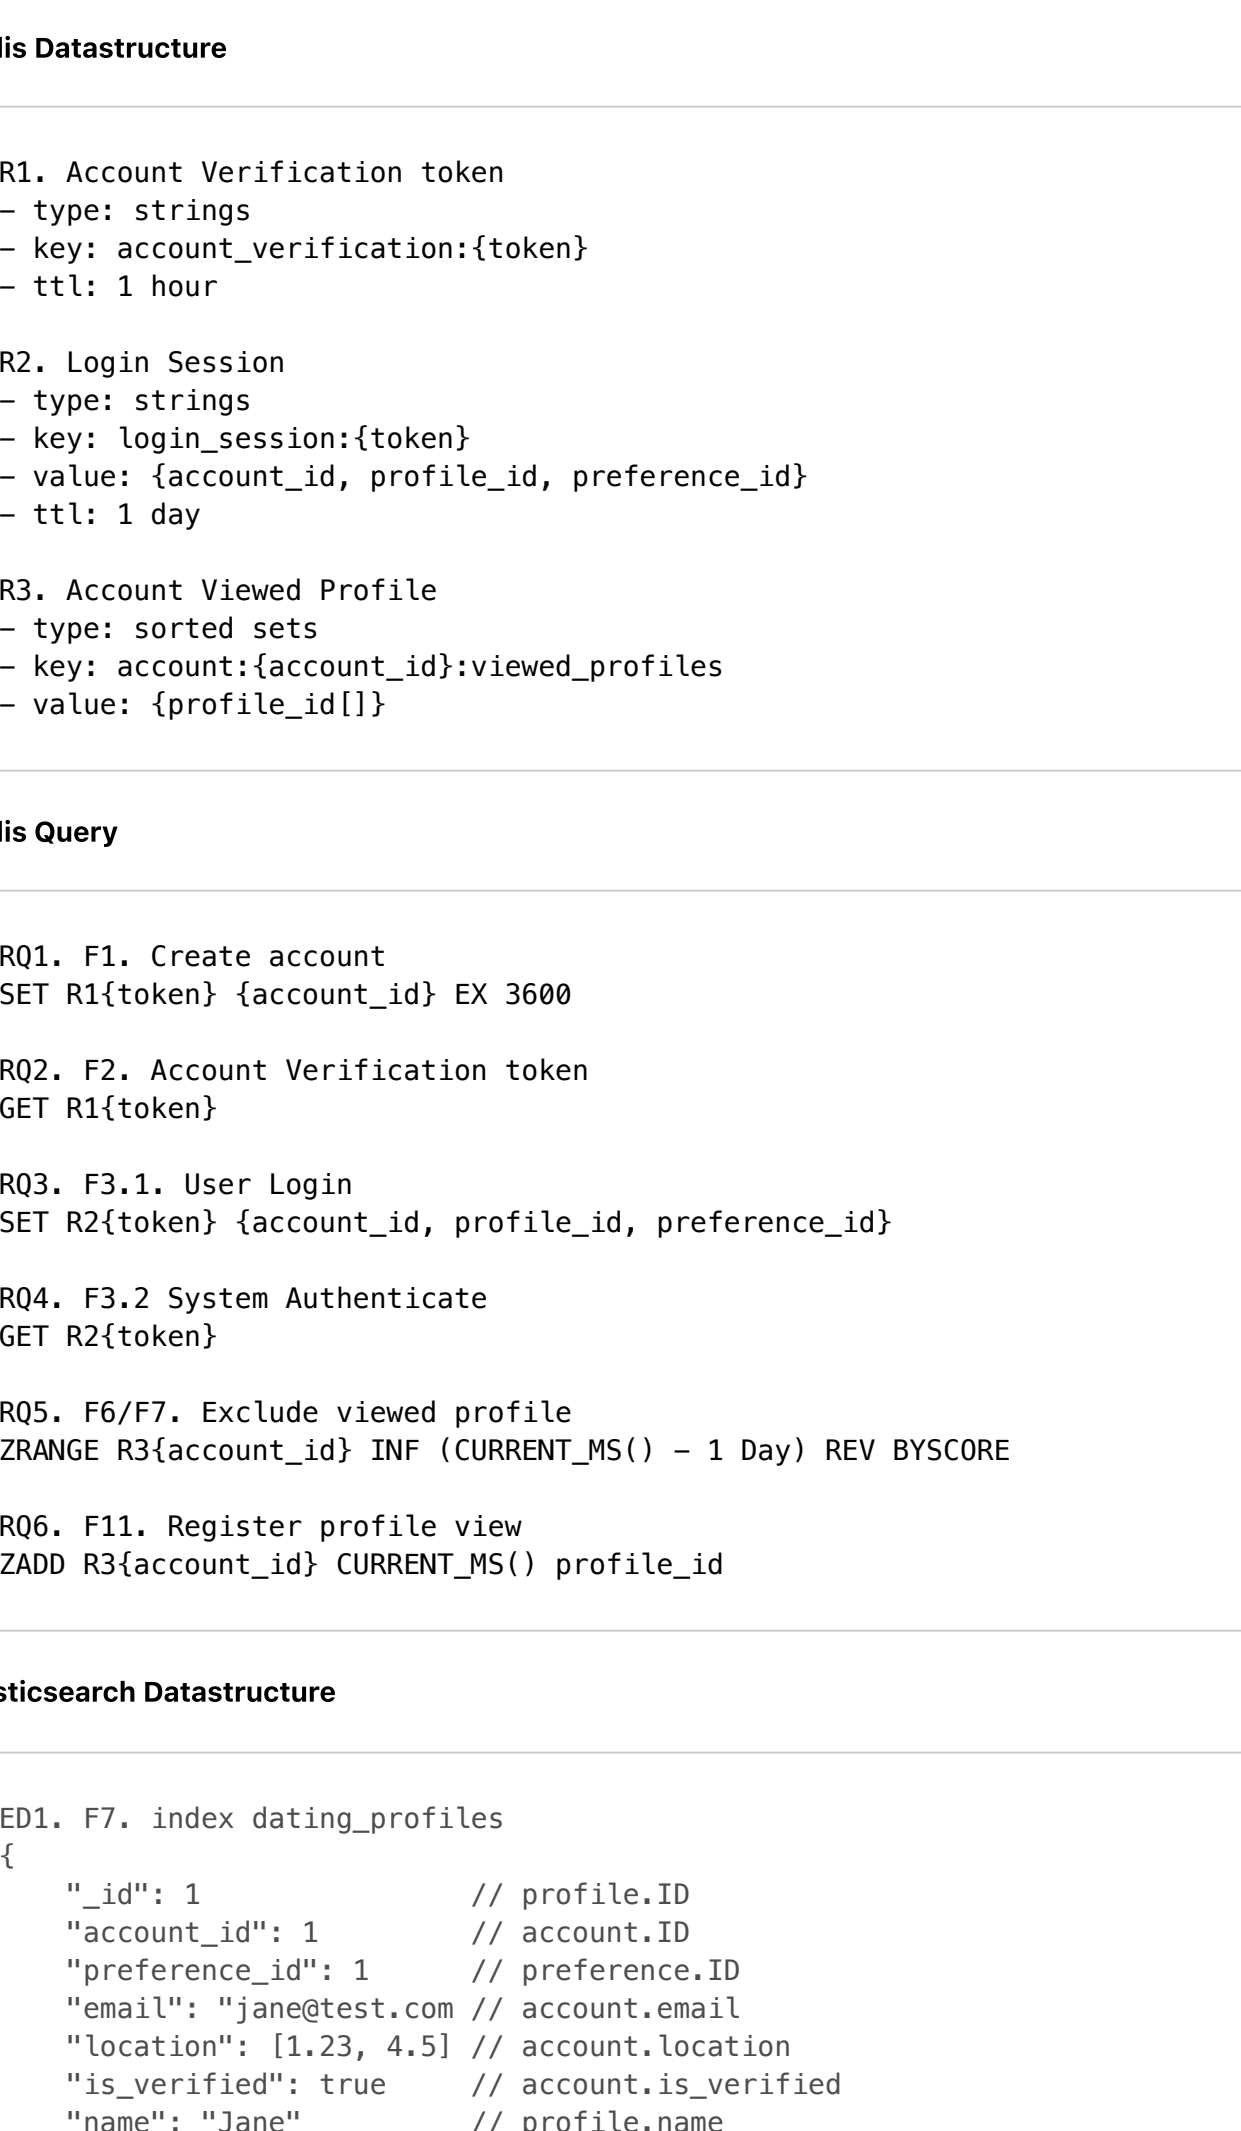 dis Datastructure
R1. Account Verification token
- type: strings
- key: account_verification:{token}
- ttl: 1 hour
R2. Login Session
- type: strings
- key: login_session:{token}
- value: {account_id, profile_id, preference_id}
- ttl: 1 day
R3. Account Viewed Profile
- type: sorted sets
- key: account:{account_id}:viewed_profiles
- value: {profile_id[]}
dis Query
RQ1. F1. Create account
SET R1{token} {account_id} EX 3600
RQ2. F2. Account Verification token
GET R1{token}
RQ3. F3.1. User Login
SET R2{token} {account_id, profile_id, preference_id}
RQ4. F3.2 System Authenticate
GET R2{token}
RQ5. F6/F7. Exclude viewed profile
ZRANGE R3{account_id} INF (CURRENT_MS() - 1 Day) REV BYSCORE
RQ6. F11. Register profile view
ZADD R3{account_id} CURRENT_MS() profile_id
sticsearch Datastructure
ED1. F7. index dating_profiles
{
"_id": 1 // profile.ID
"account_id": 1 // account.ID
"preference_id": 1 // preference.ID
"email": "jane@test.com // account.email
"location": [1.23, 4.5] // account.location
"is_verified": true // account.is_verified
"name": "Jane" // profile.name